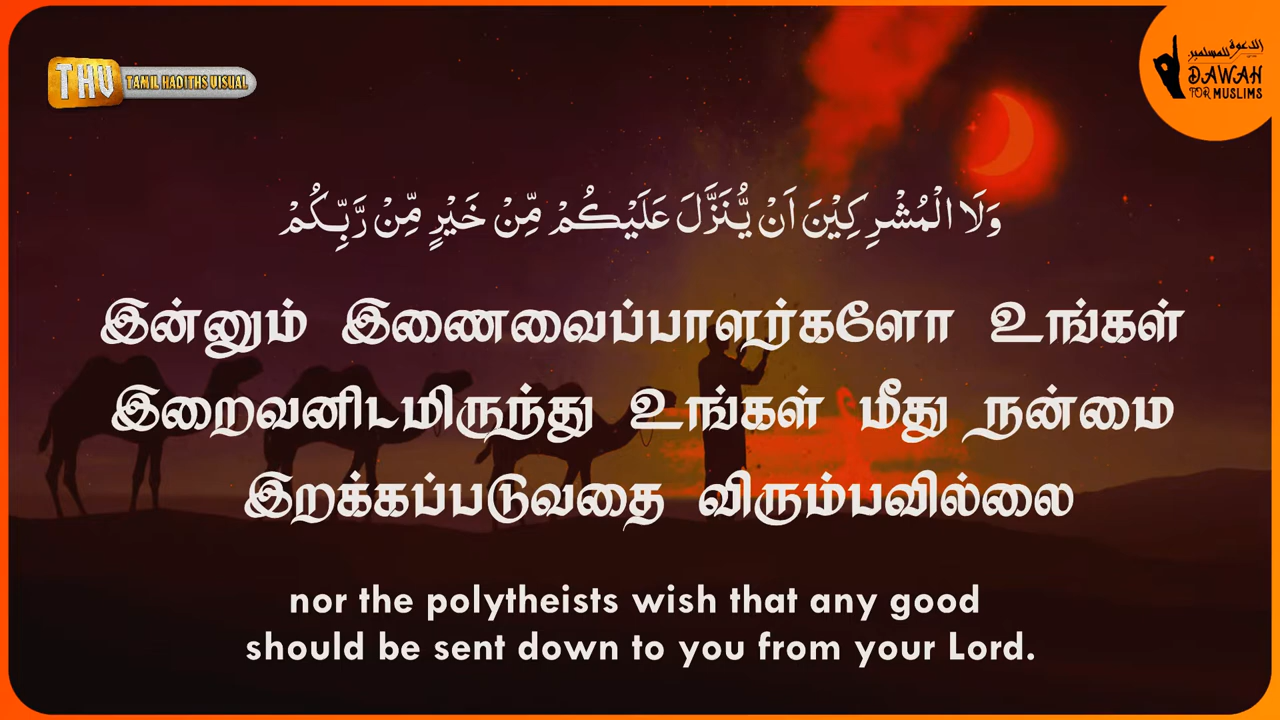 THV
TAMIL HADITHS VISUAL
الدعوة للمسلمين
DAWAH
FOR MUSLIMS
وَلَا الْمُشْرِكِيْنَ اَنْ يُّنَزَّلَ عَلَيْكُمْ مِّنْ خَيْرٍ مِّنْ رَّبِّكُمْ
இன்னும் இணைவைப்பாளர்களோ உங்கள்
இறைவனிடமிருந்து உங்கள் மீது நன்மை
இறக்கப்படுவதை விரும்பவில்லை
nor the polytheists wish that any good
should be sent down to you from your Lord.